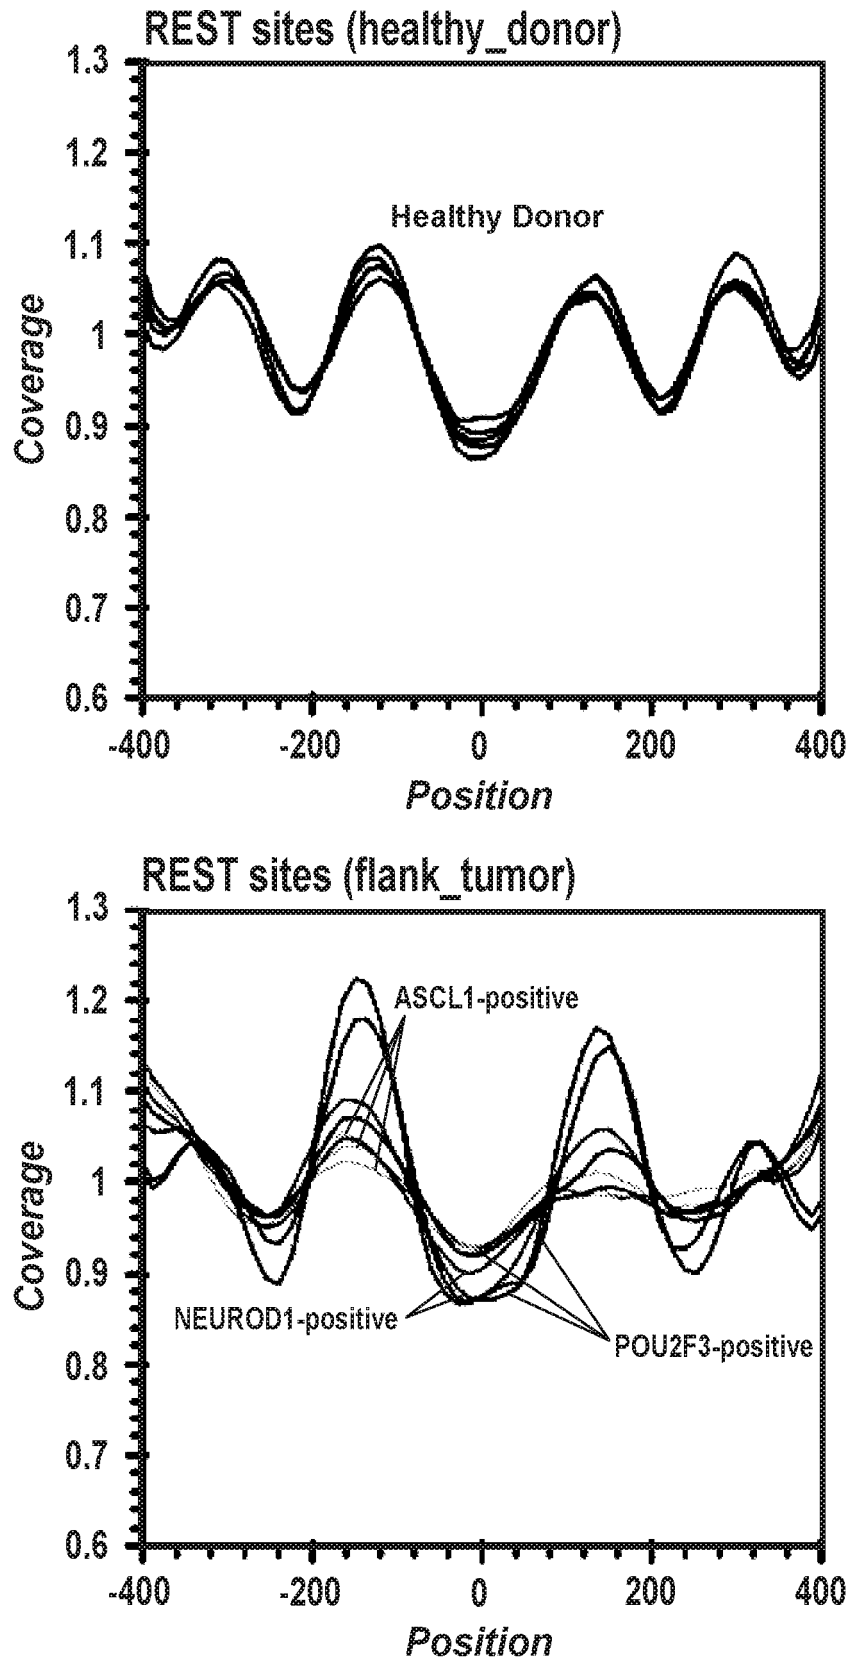 REST sites (healthy_donor)
1.3
1.2
Healthy Donor
1.1
Coverage
1
0.9
0.8
0.7
0.6
-400 -200 0 200 400
Position
REST sites (flank_tumor)
1.3
1.2
ASCL1-positive
1.1
Coverage
1
0.9
NEUROD1-positive
POU2F3-positive
0.8
0.7
0.6
-400 -200 0 200 400
Position